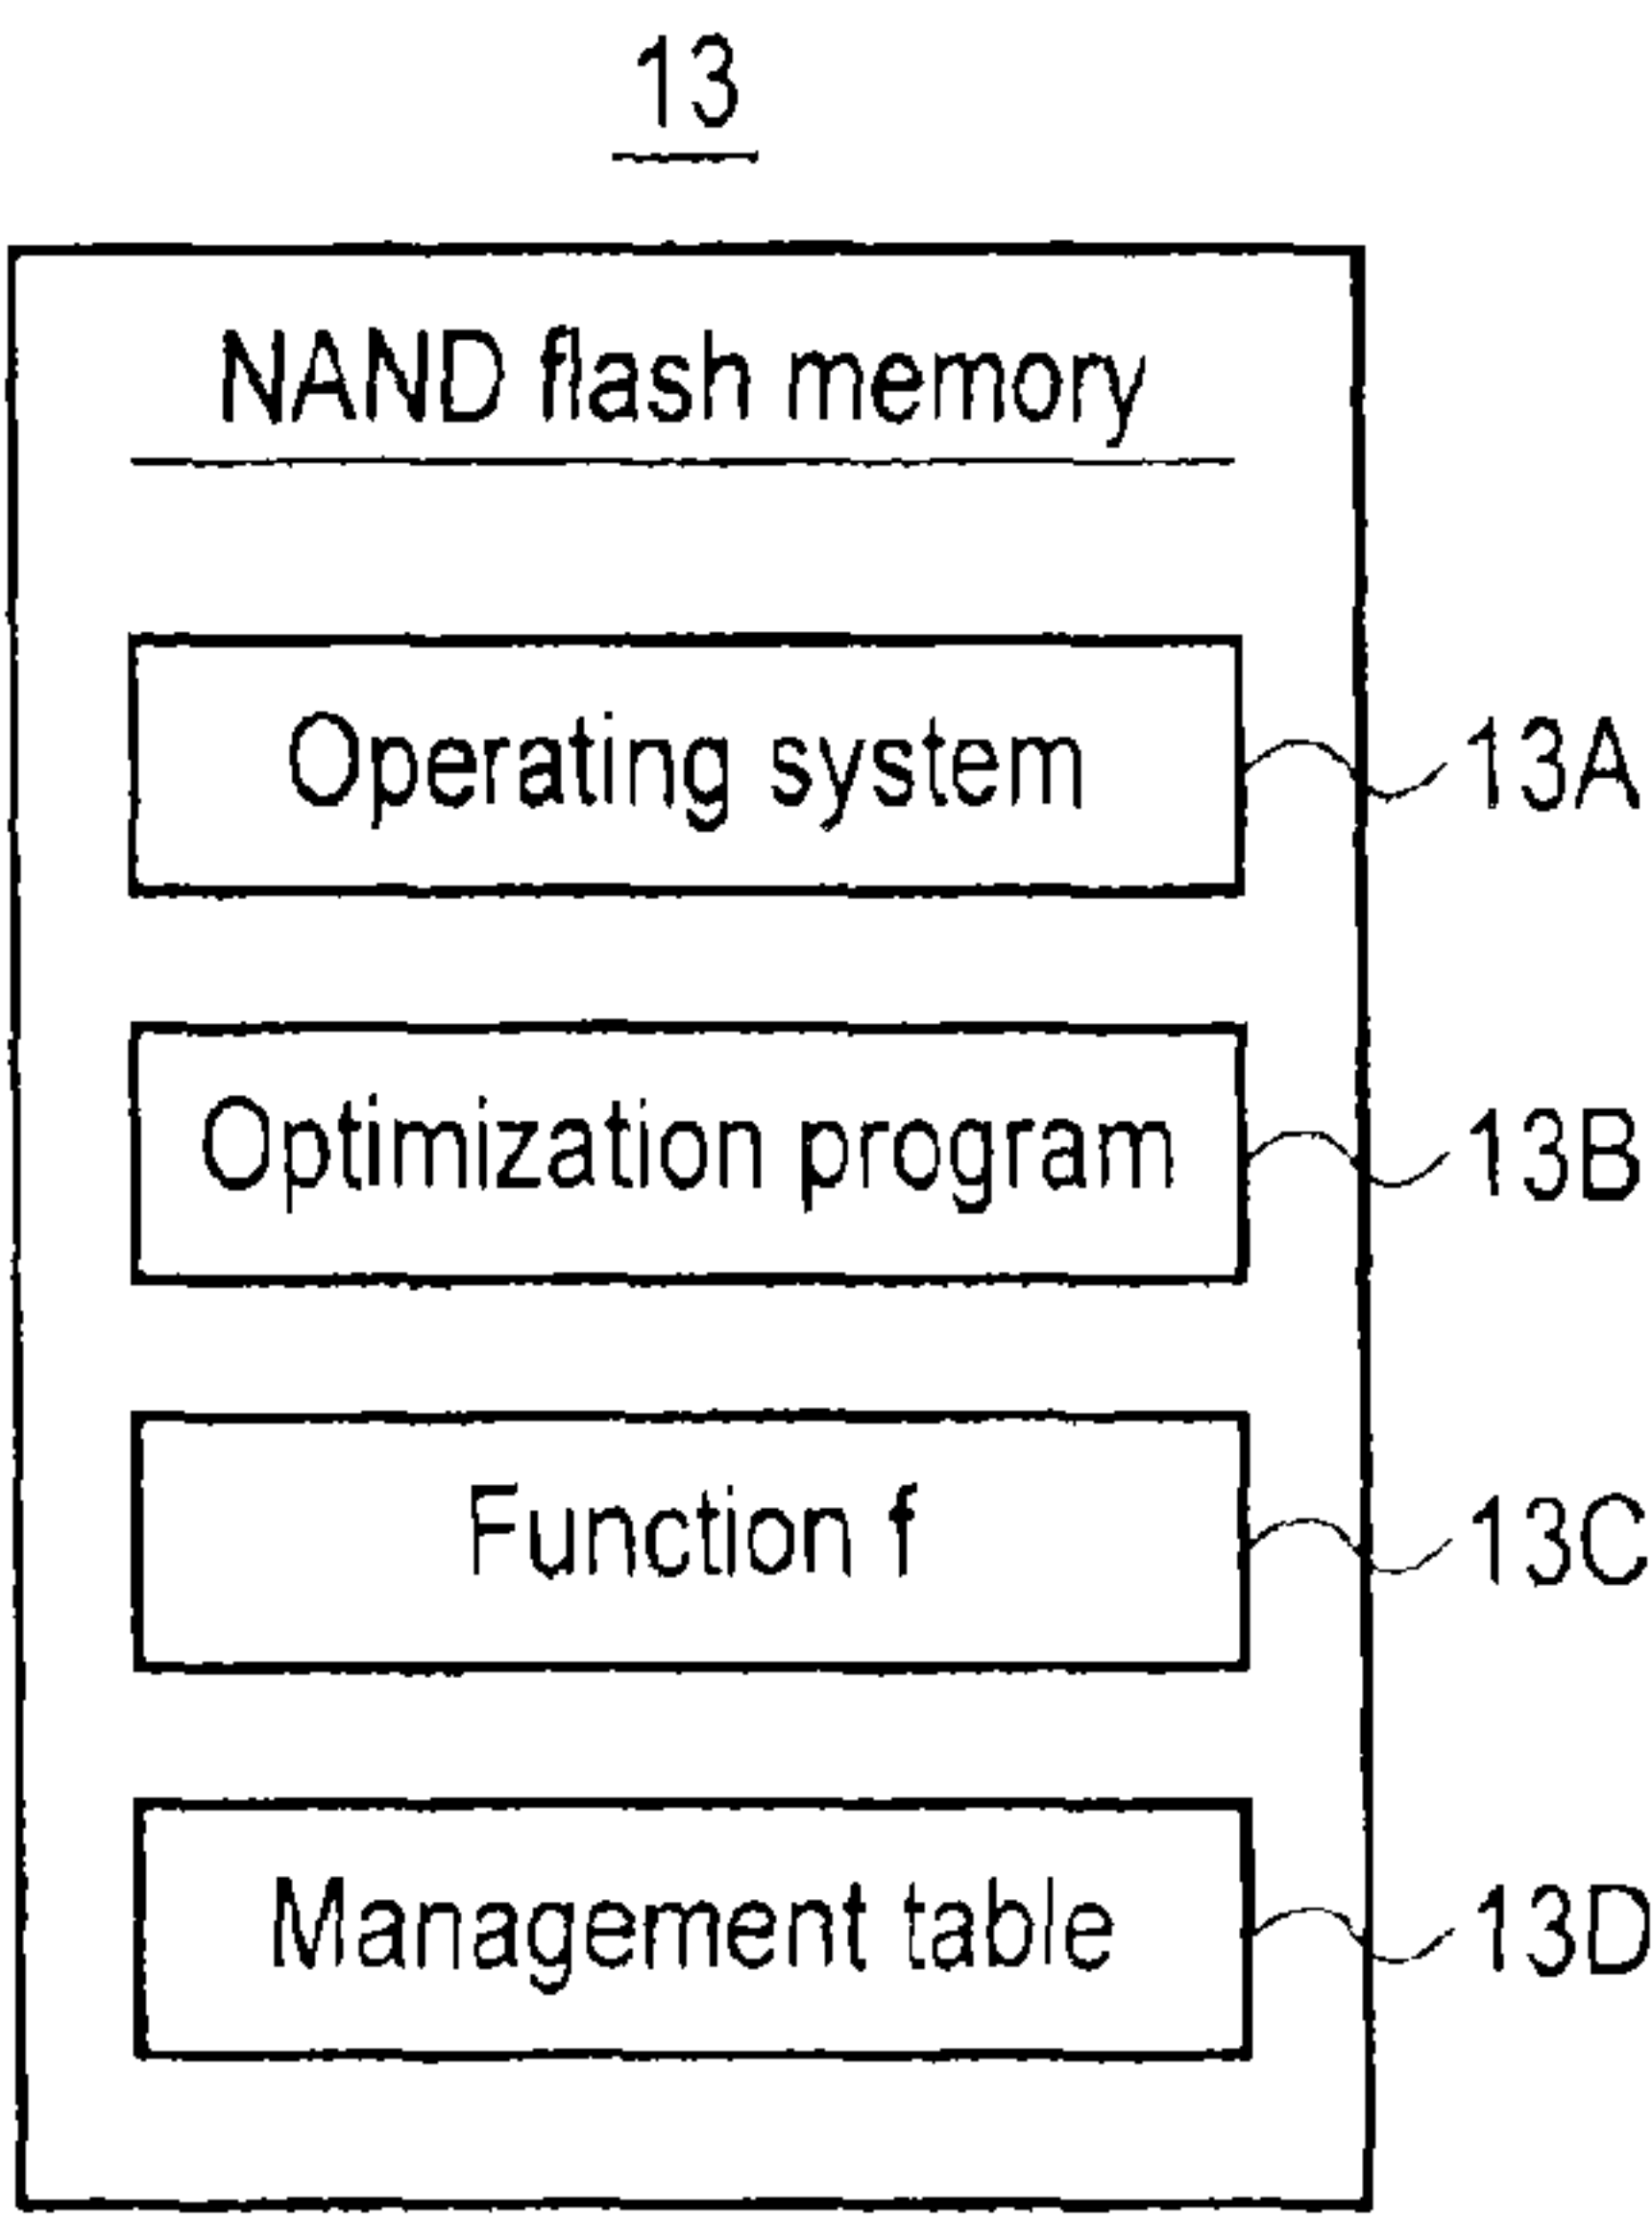 13
NAND flash memory
Operating system
13A
Optimization program
13B
Function f
13C
Management table
13D